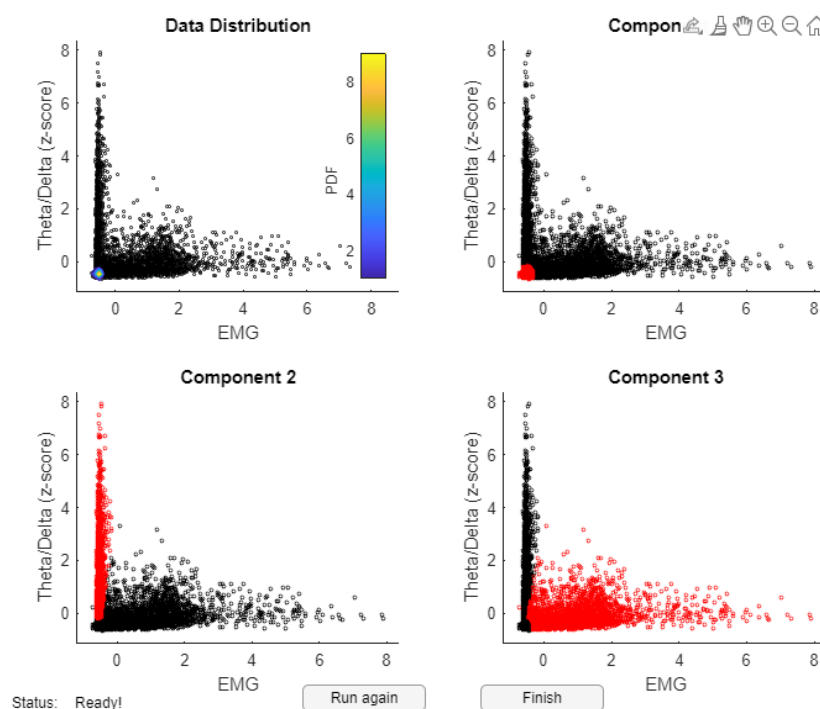 Data Distribution
8
6
4
2
0
Theta/Delta (z-score)
0
2
4
6
8
EMG
8
6
4
2
PDF
Compon
8
6
4
2
0
Theta/Delta (z-score)
0
2
4
6
8
EMG
Component 2
8
6
4
2
0
Theta/Delta (z-score)
0
2
4
6
8
EMG
Component 3
8
6
4
2
0
Theta/Delta (z-score)
0
2
4
6
8
EMG
Status: Ready!
Run again
Finish